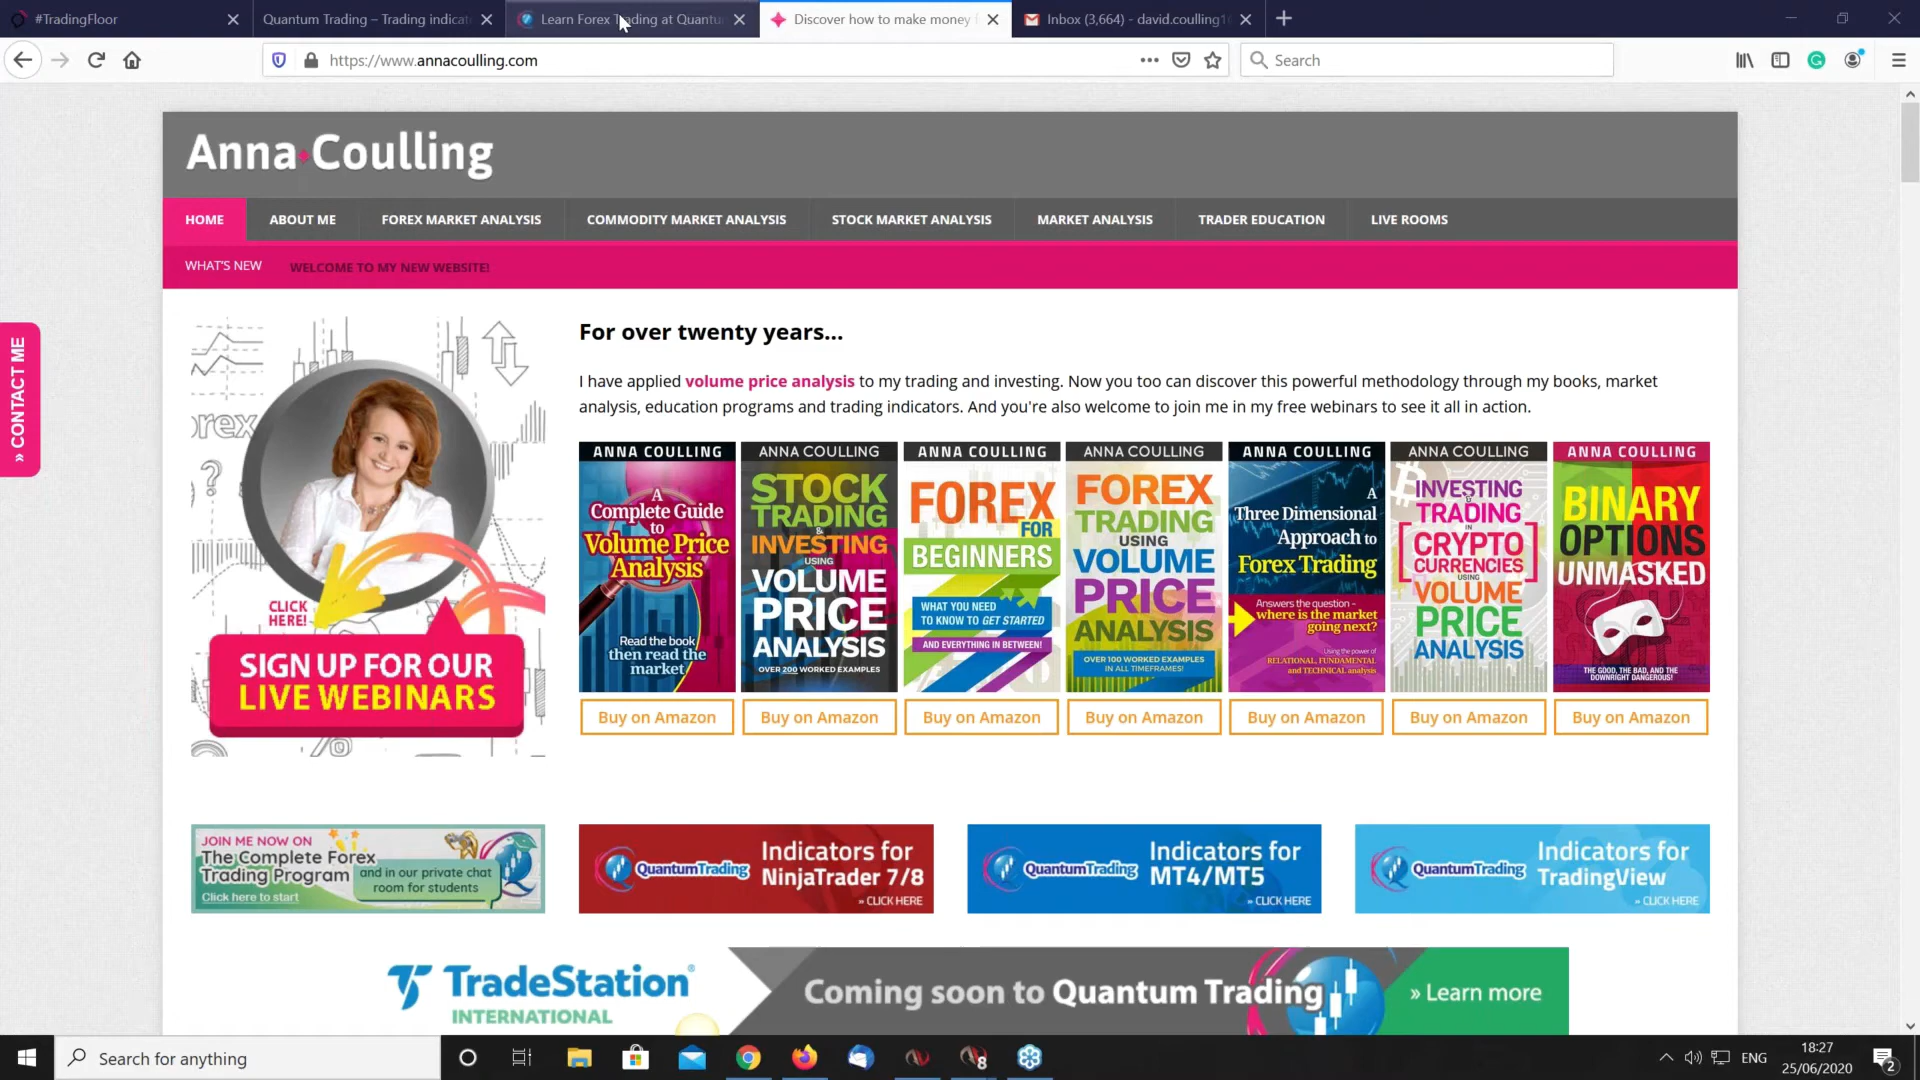 #TradingFloor
Quantum Trading – Trading indicat
Learn Forex Trading at Quantu
Discover how to make money f
Inbox (3,664) - david.coulling1
https://www.annacoulling.com
Search
Anna Coulling
HOME
ABOUT ME
FOREX MARKET ANALYSIS
COMMODITY MARKET ANALYSIS
STOCK MARKET ANALYSIS
MARKET ANALYSIS
TRADER EDUCATION
LIVE ROOMS
WHAT'S NEW
WELCOME TO MY NEW WEBSITE!
» CONTACT ME
orex
CLICK
HERE!
SIGN UP FOR OUR
LIVE WEBINARS
For over twenty years...
I have applied volume price analysis to my trading and investing. Now you too can discover this powerful methodology through my books, market
analysis, education programs and trading indicators. And you're also welcome to join me in my free webinars to see it all in action.
ANNA COULLING
A
Complete Guide
to
Volume Price
Analysis
Read the book
then read the
market
Buy on Amazon
ANNA COULLING
STOCK
TRADING
&
INVESTING
USING
VOLUME
PRICE
ANALYSIS
OVER 200 WORKED EXAMPLES
Buy on Amazon
ANNA COULLING
FOREX
FOR
BEGINNERS
WHAT YOU NEED
TO KNOW TO GET STARTED
AND EVERYTHING IN BETWEEN!
Buy on Amazon
ANNA COULLING
FOREX
TRADING
USING
VOLUME
PRICE
ANALYSIS
OVER 100 WORKED EXAMPLES
IN ALL TIMEFRAMES!
Buy on Amazon
ANNA COULLING
A
Three Dimensional
Approach to
Forex Trading
Answers the question -
where is the market
going next?
Using the power of
RELATIONAL, FUNDAMENTAL
and TECHNICAL analysis
Buy on Amazon
ANNA COULLING
INVESTING
&
TRADING
IN
CRYPTO
CURRENCIES
USING
VOLUME
PRICE
ANALYSIS
Buy on Amazon
ANNA COULLING
BINARY
OPTIONS
UNMASKED
THE GOOD, THE BAD, AND THE
DOWNRIGHT DANGEROUS!
Buy on Amazon
JOIN ME NOW ON
The Complete Forex
Trading Program
and in our private chat
room for students
Click here to start
QuantumTrading
Indicators for
NinjaTrader 7/8
» CLICK HERE
QuantumTrading
Indicators for
MT4/MT5
» CLICK HERE
QuantumTrading
Indicators for
TradingView
» CLICK HERE
TradeStation®
INTERNATIONAL
Coming soon to Quantum Trading
» Learn more
Search for anything
8
ENG
18:27
25/06/2020
2